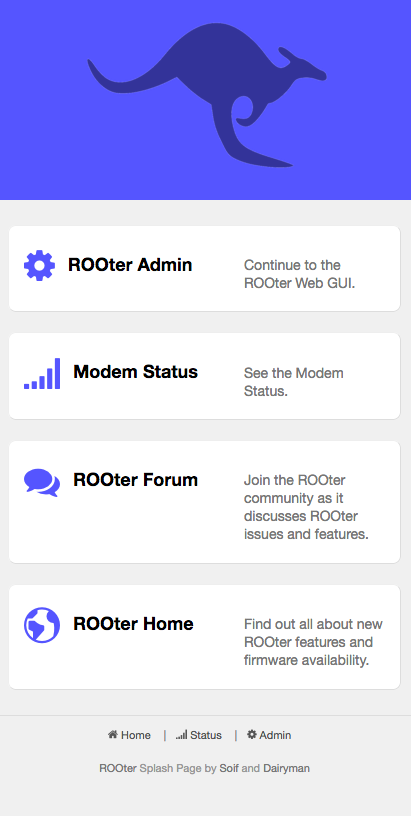 ROOter Admin
Continue to the
ROOter Web GUI.
Modem Status
See the Modem
Status.
ROOter Forum
Join the ROOter
community as it
discusses ROOter
issues and features.
ROOter Home
Find out all about new
ROOter features and
firmware availability.
Home | Status | Admin
ROOter Splash Page by Soif and Dairyman